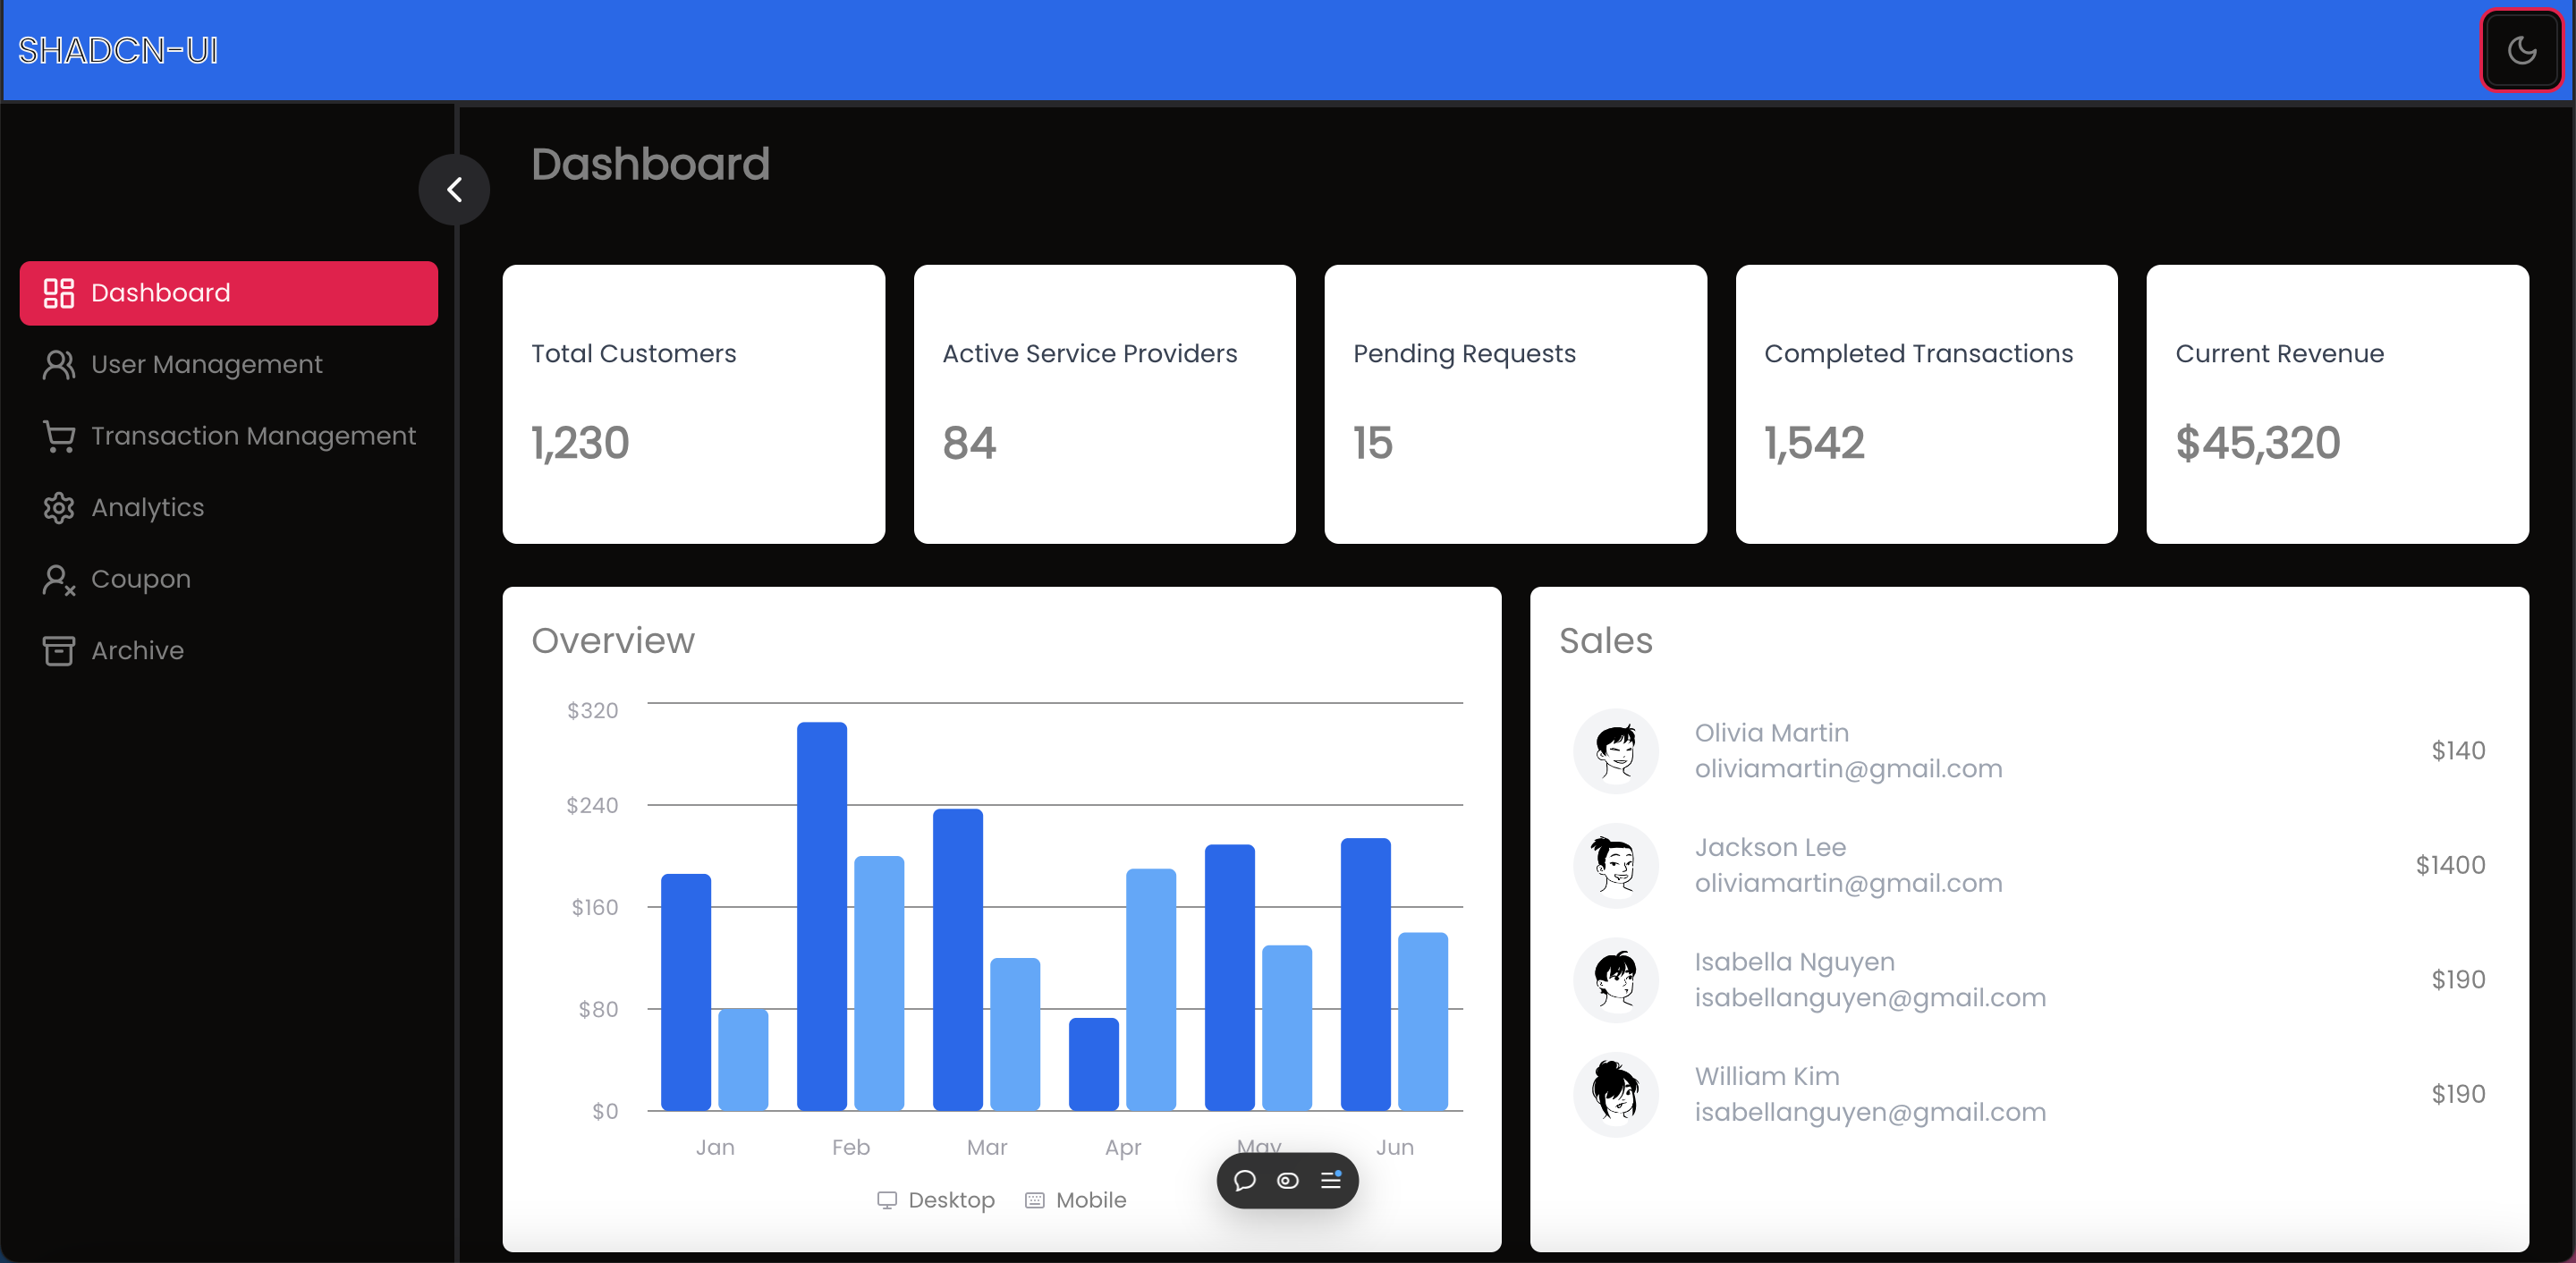 SHADCN-UI
Dashboard
Dashboard
User Management
Transaction Management
Analytics
Coupon
Archive
Total Customers
1,230
Active Service Providers
84
Pending Requests
15
Completed Transactions
1,542
Current Revenue
$45,320
Overview
$320
$240
$160
$80
$0
Jan Feb Mar Apr May Jun
Desktop Mobile
Sales
Olivia Martin
oliviamartin@gmail.com
$140
Jackson Lee
oliviamartin@gmail.com
$1400
Isabella Nguyen
isabellanguyen@gmail.com
$190
William Kim
isabellanguyen@gmail.com
$190